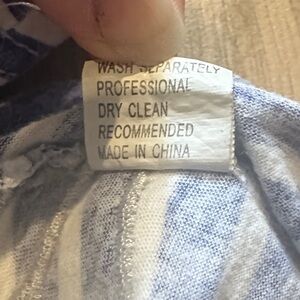 WASH SEPARATELY
PROFESSIONAL
DRY CLEAN
RECOMMENDED
MADE IN CHINA